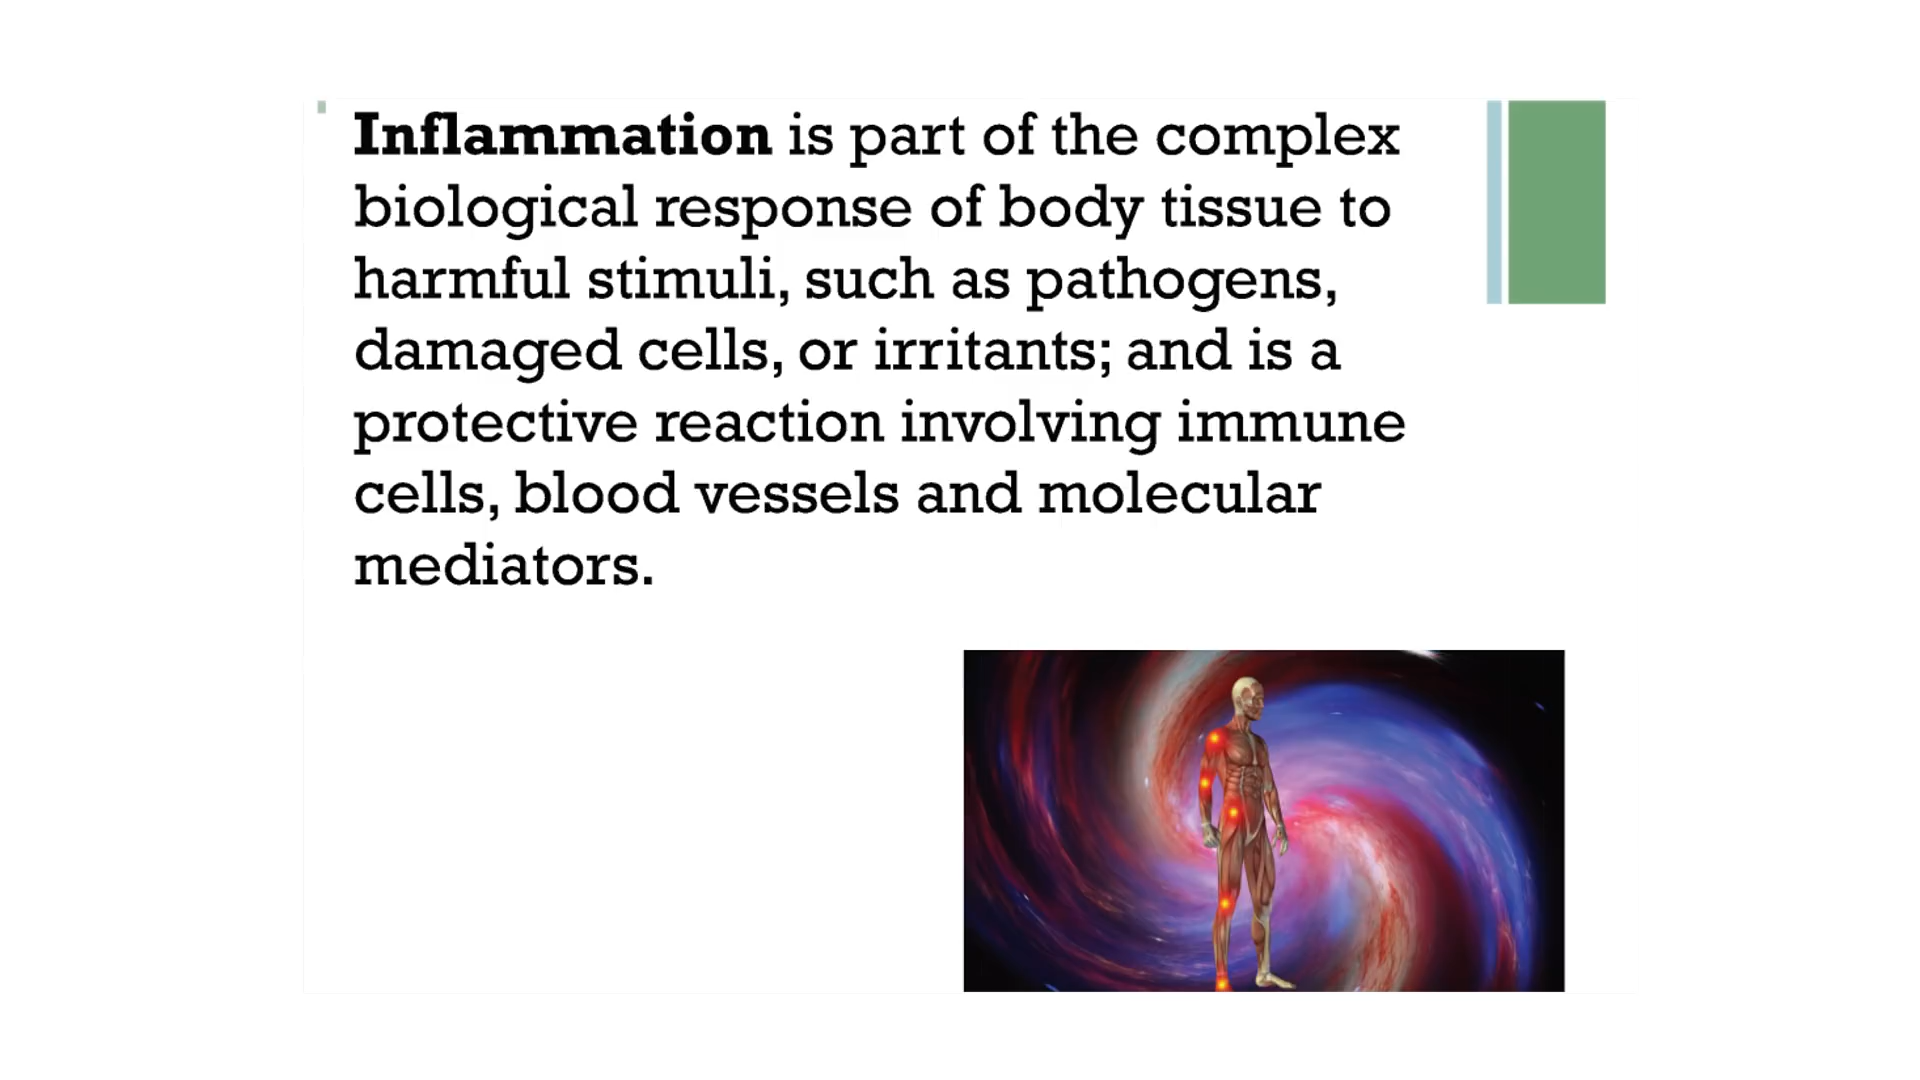 Inflammation is part of the complex
biological response of body tissue to
harmful stimuli, such as pathogens,
damaged cells, or irritants; and is a
protective reaction involving immune
cells, blood vessels and molecular
mediators.